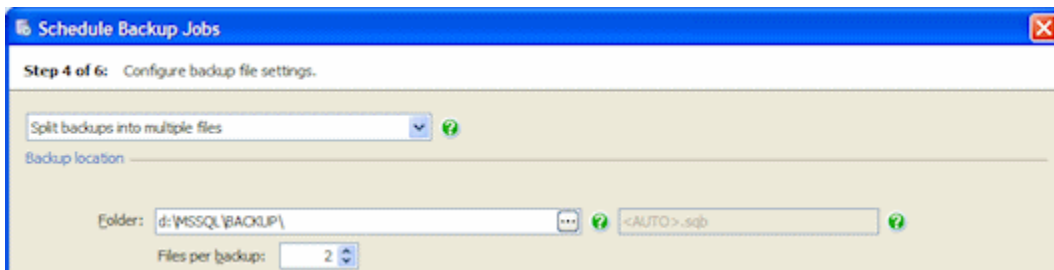 Schedule Backup Jobs
Step 4 of 6: Configure backup file settings.
Split backups into multiple files
Backup location
Folder: d:\MSSQL\BACKUP\ ... <AUTO>.sqb
Files per backup: 2